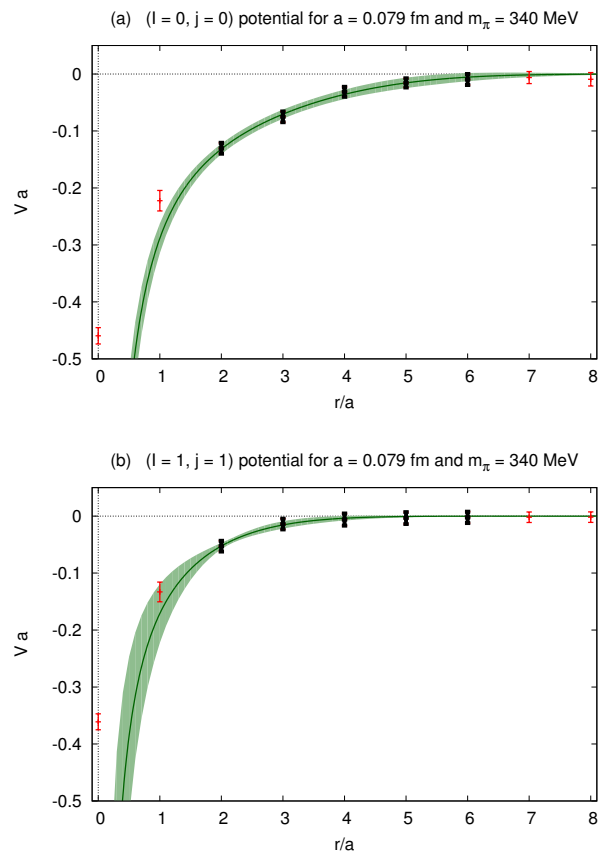 (a) (I = 0, j = 0) potential for a = 0.079 fm and mπ = 340 MeV
0
-0.1
-0.2
-0.3
-0.4
-0.5
V a
0 1 2 3 4 5 6 7 8
r/a
(b) (I = 1, j = 1) potential for a = 0.079 fm and mπ = 340 MeV
0
-0.1
-0.2
-0.3
-0.4
-0.5
V a
0 1 2 3 4 5 6 7 8
r/a